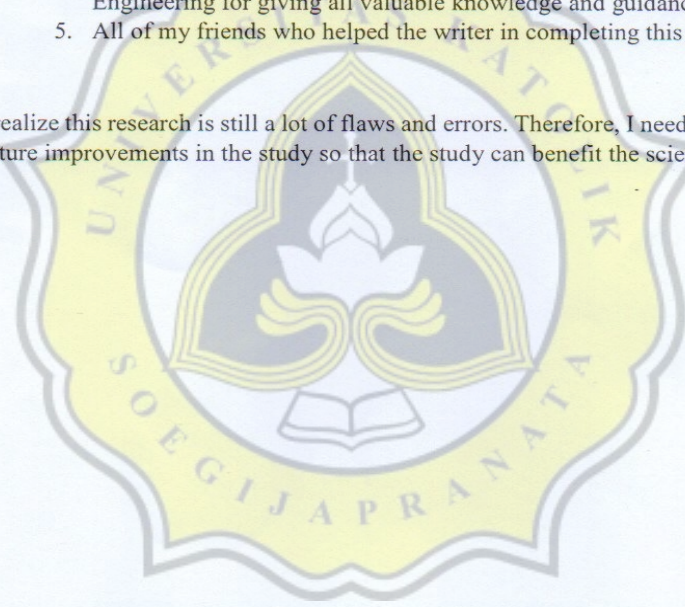 Engineering for giving all valuable knowledge and
5. All of my friends who helped the writer in completing this
ealize this research is still a lot of flaws and errors. Therefore, I need
ture improvements in the study so that the study can benefit the scie
UNIVERSITAS KATOLIK
SOEGIJAPRANATA